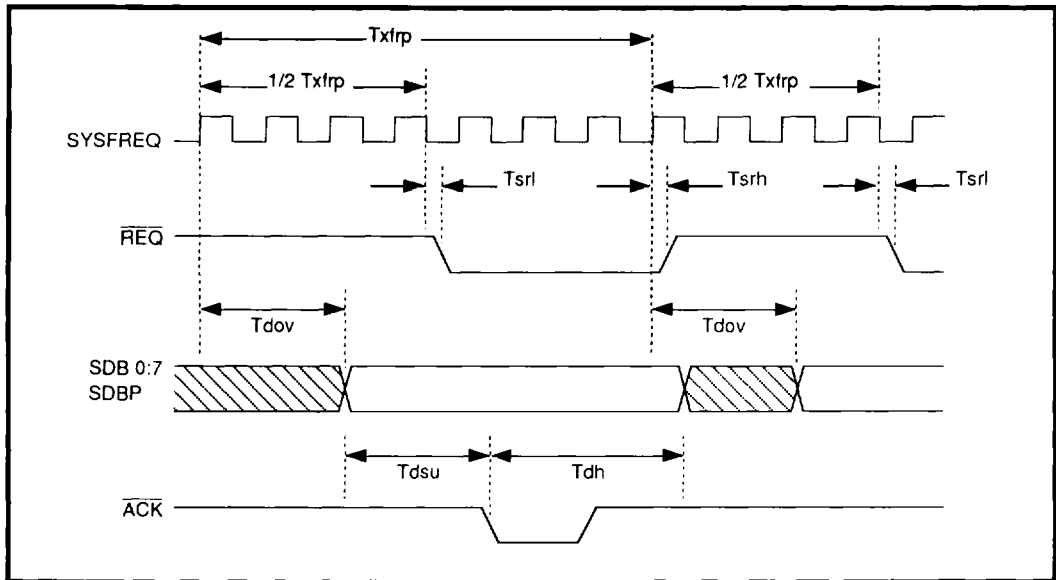 Txfrp
1/2 Txfrp 1/2 Txfrp
SYSFREQ
Tsrl Tsrh Tsrl
REQ
Tdov Tdov
SDB 0:7
SDBP
Tdsu Tdh
ACK